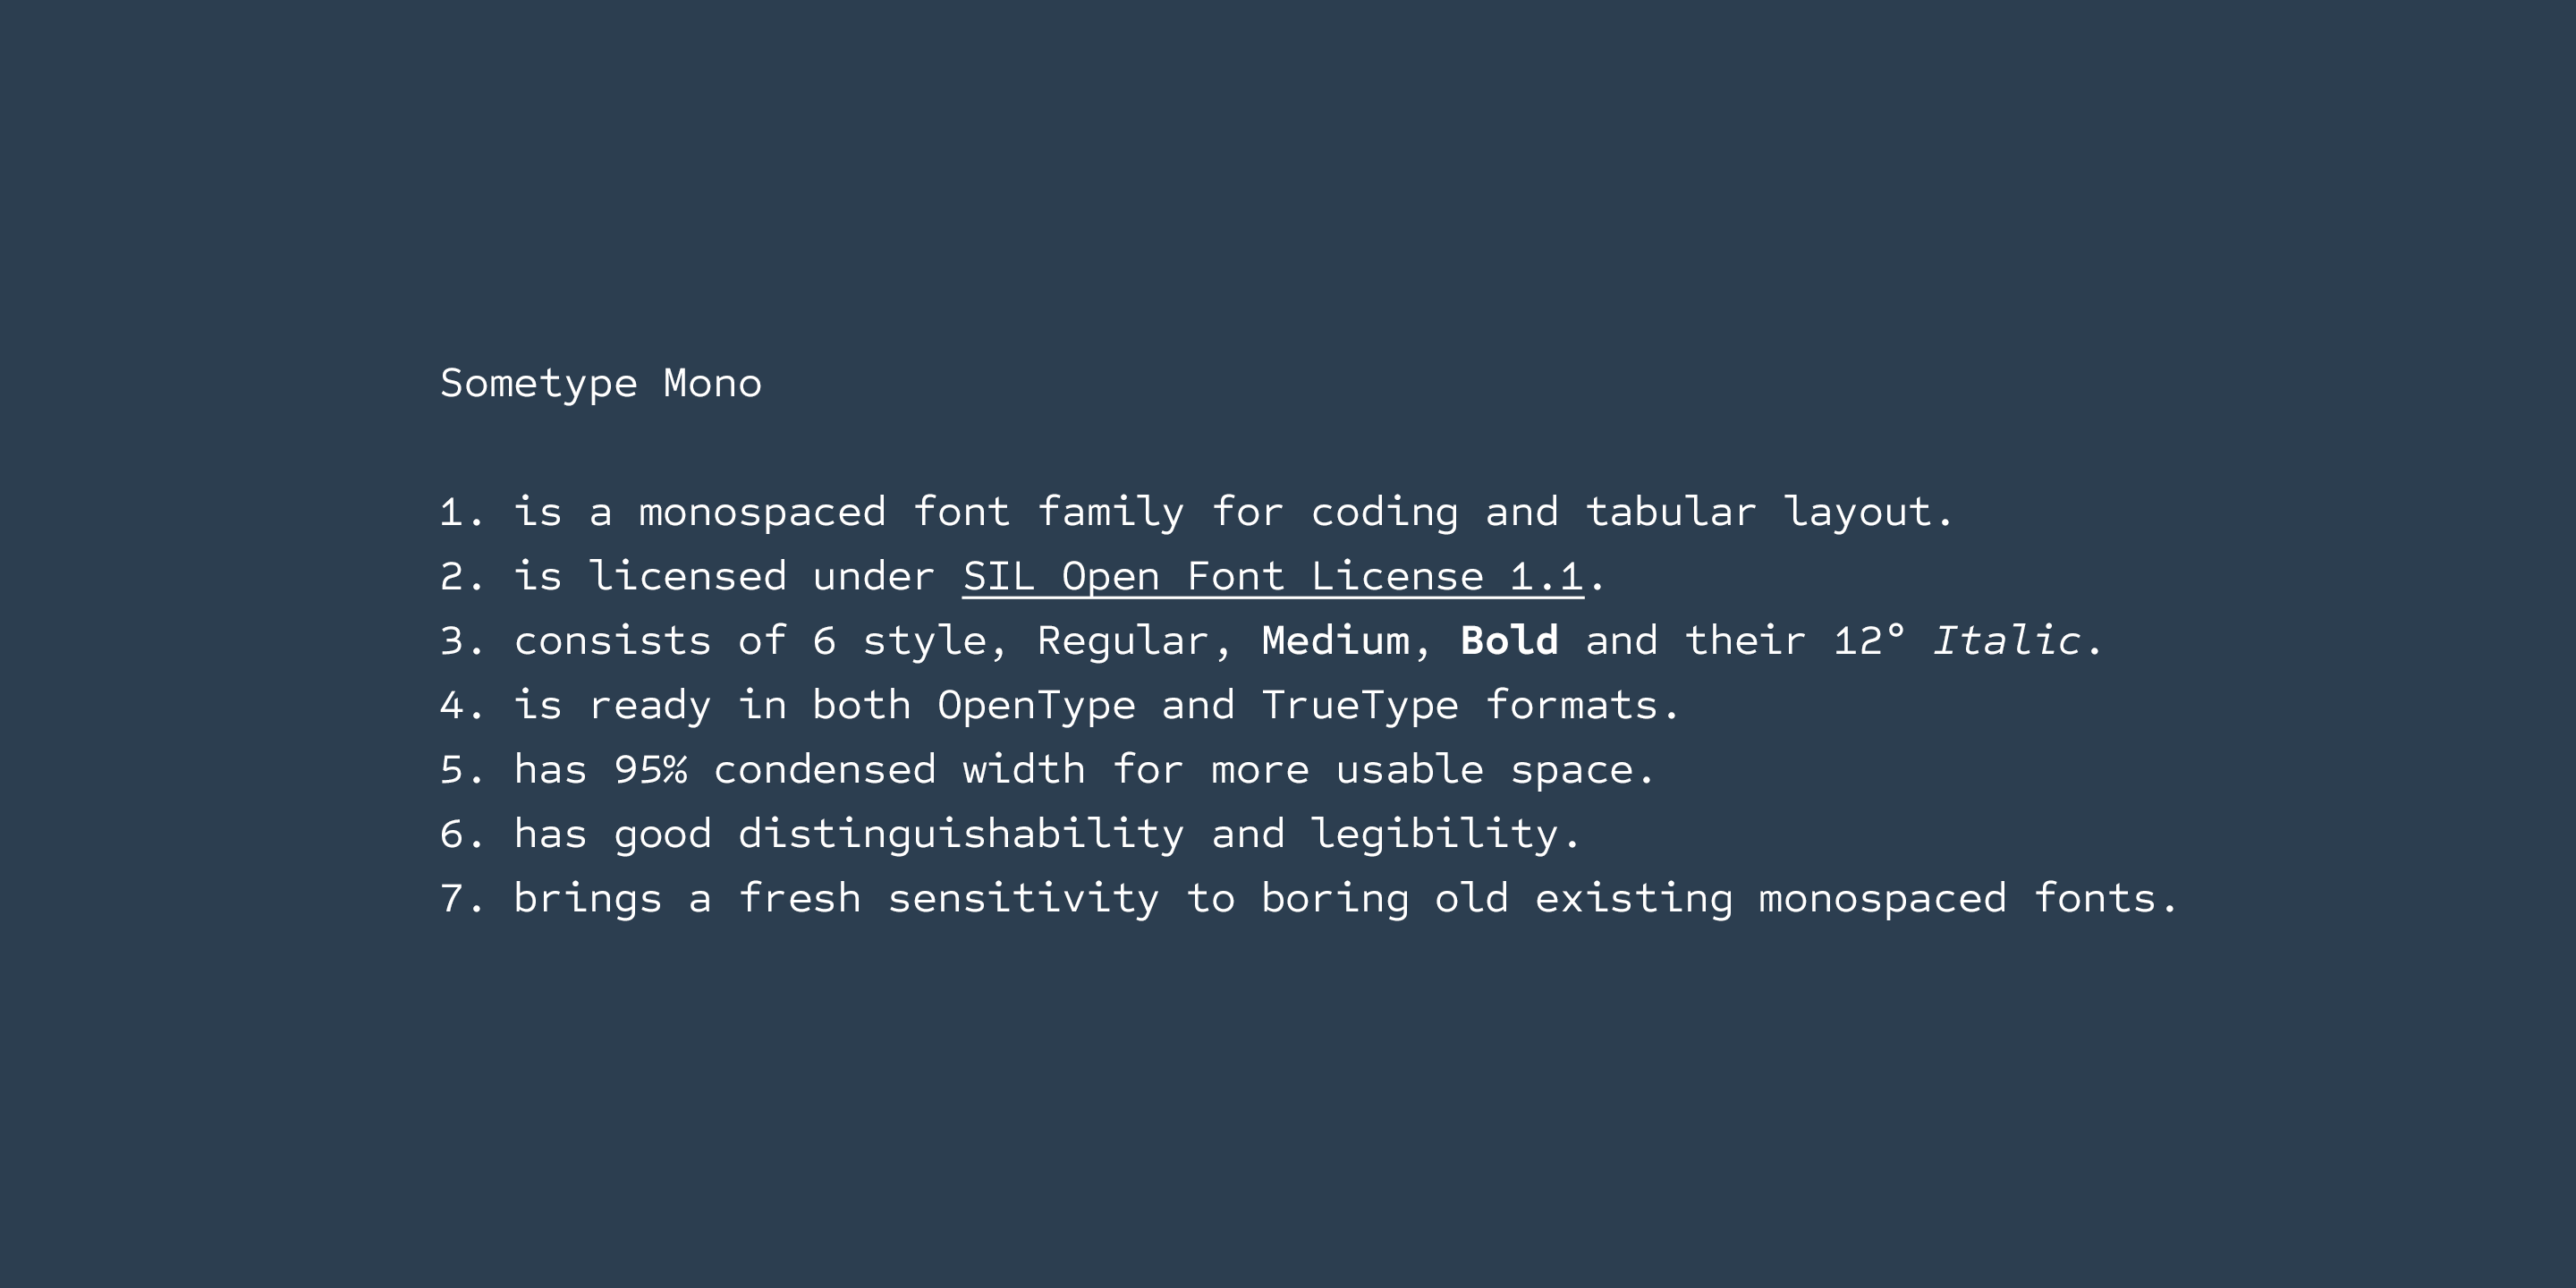 Sometype Mono
1. is a monospaced font family for coding and tabular layout.
2. is licensed under SIL Open Font License 1.1.
3. consists of 6 style, Regular, Medium, Bold and their 12° Italic.
4. is ready in both OpenType and TrueType formats.
5. has 95% condensed width for more usable space.
6. has good distinguishability and legibility.
7. brings a fresh sensitivity to boring old existing monospaced fonts.